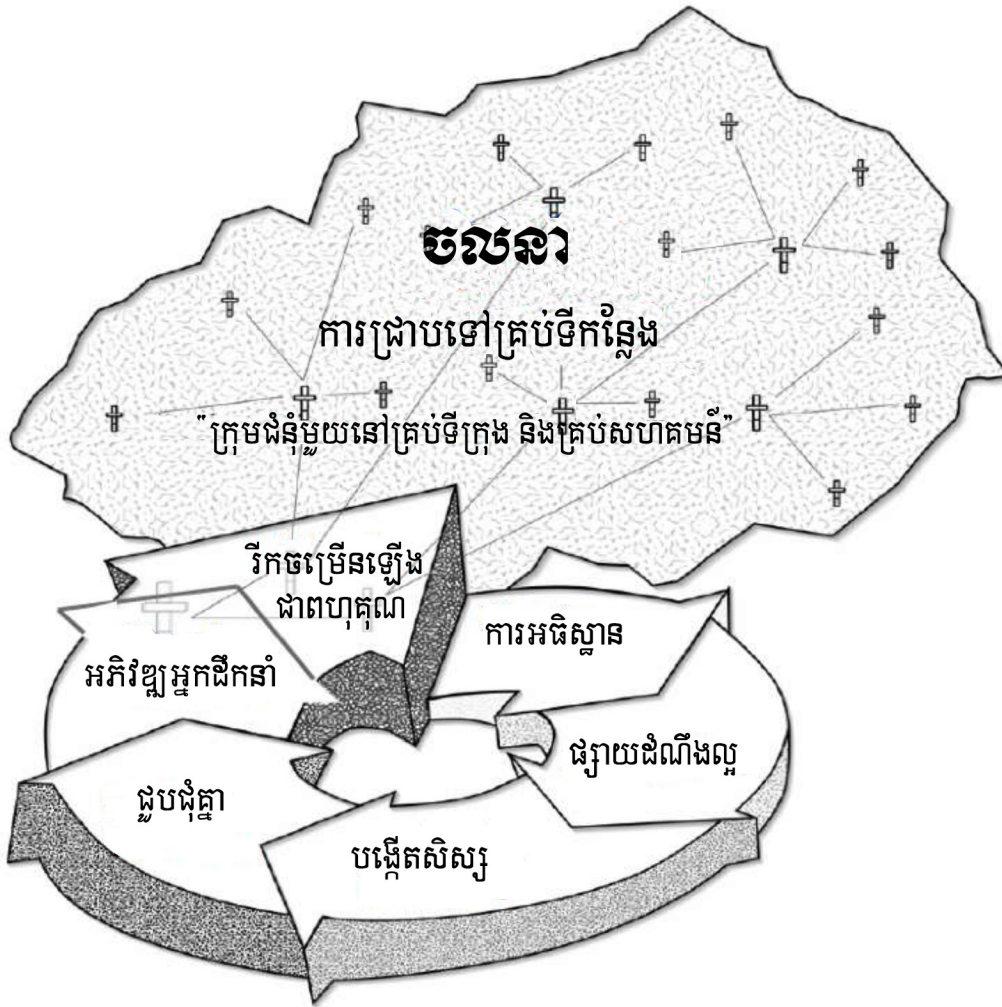 ចលនា
ការជ្រាបទៅគ្រប់ទីកន្លែង
"ក្រុមជំនុំមួយនៅគ្រប់ទីក្រុង និងគ្រប់សហគមន៍"
រីកចម្រើនឡើង
ជាពហុគុណ
ការអធិស្ឋាន
ផ្សាយដំណឹងល្អ
បង្កើតសិស្ស
ជួបជុំគ្នា
អភិវឌ្ឍអ្នកដឹកនាំ